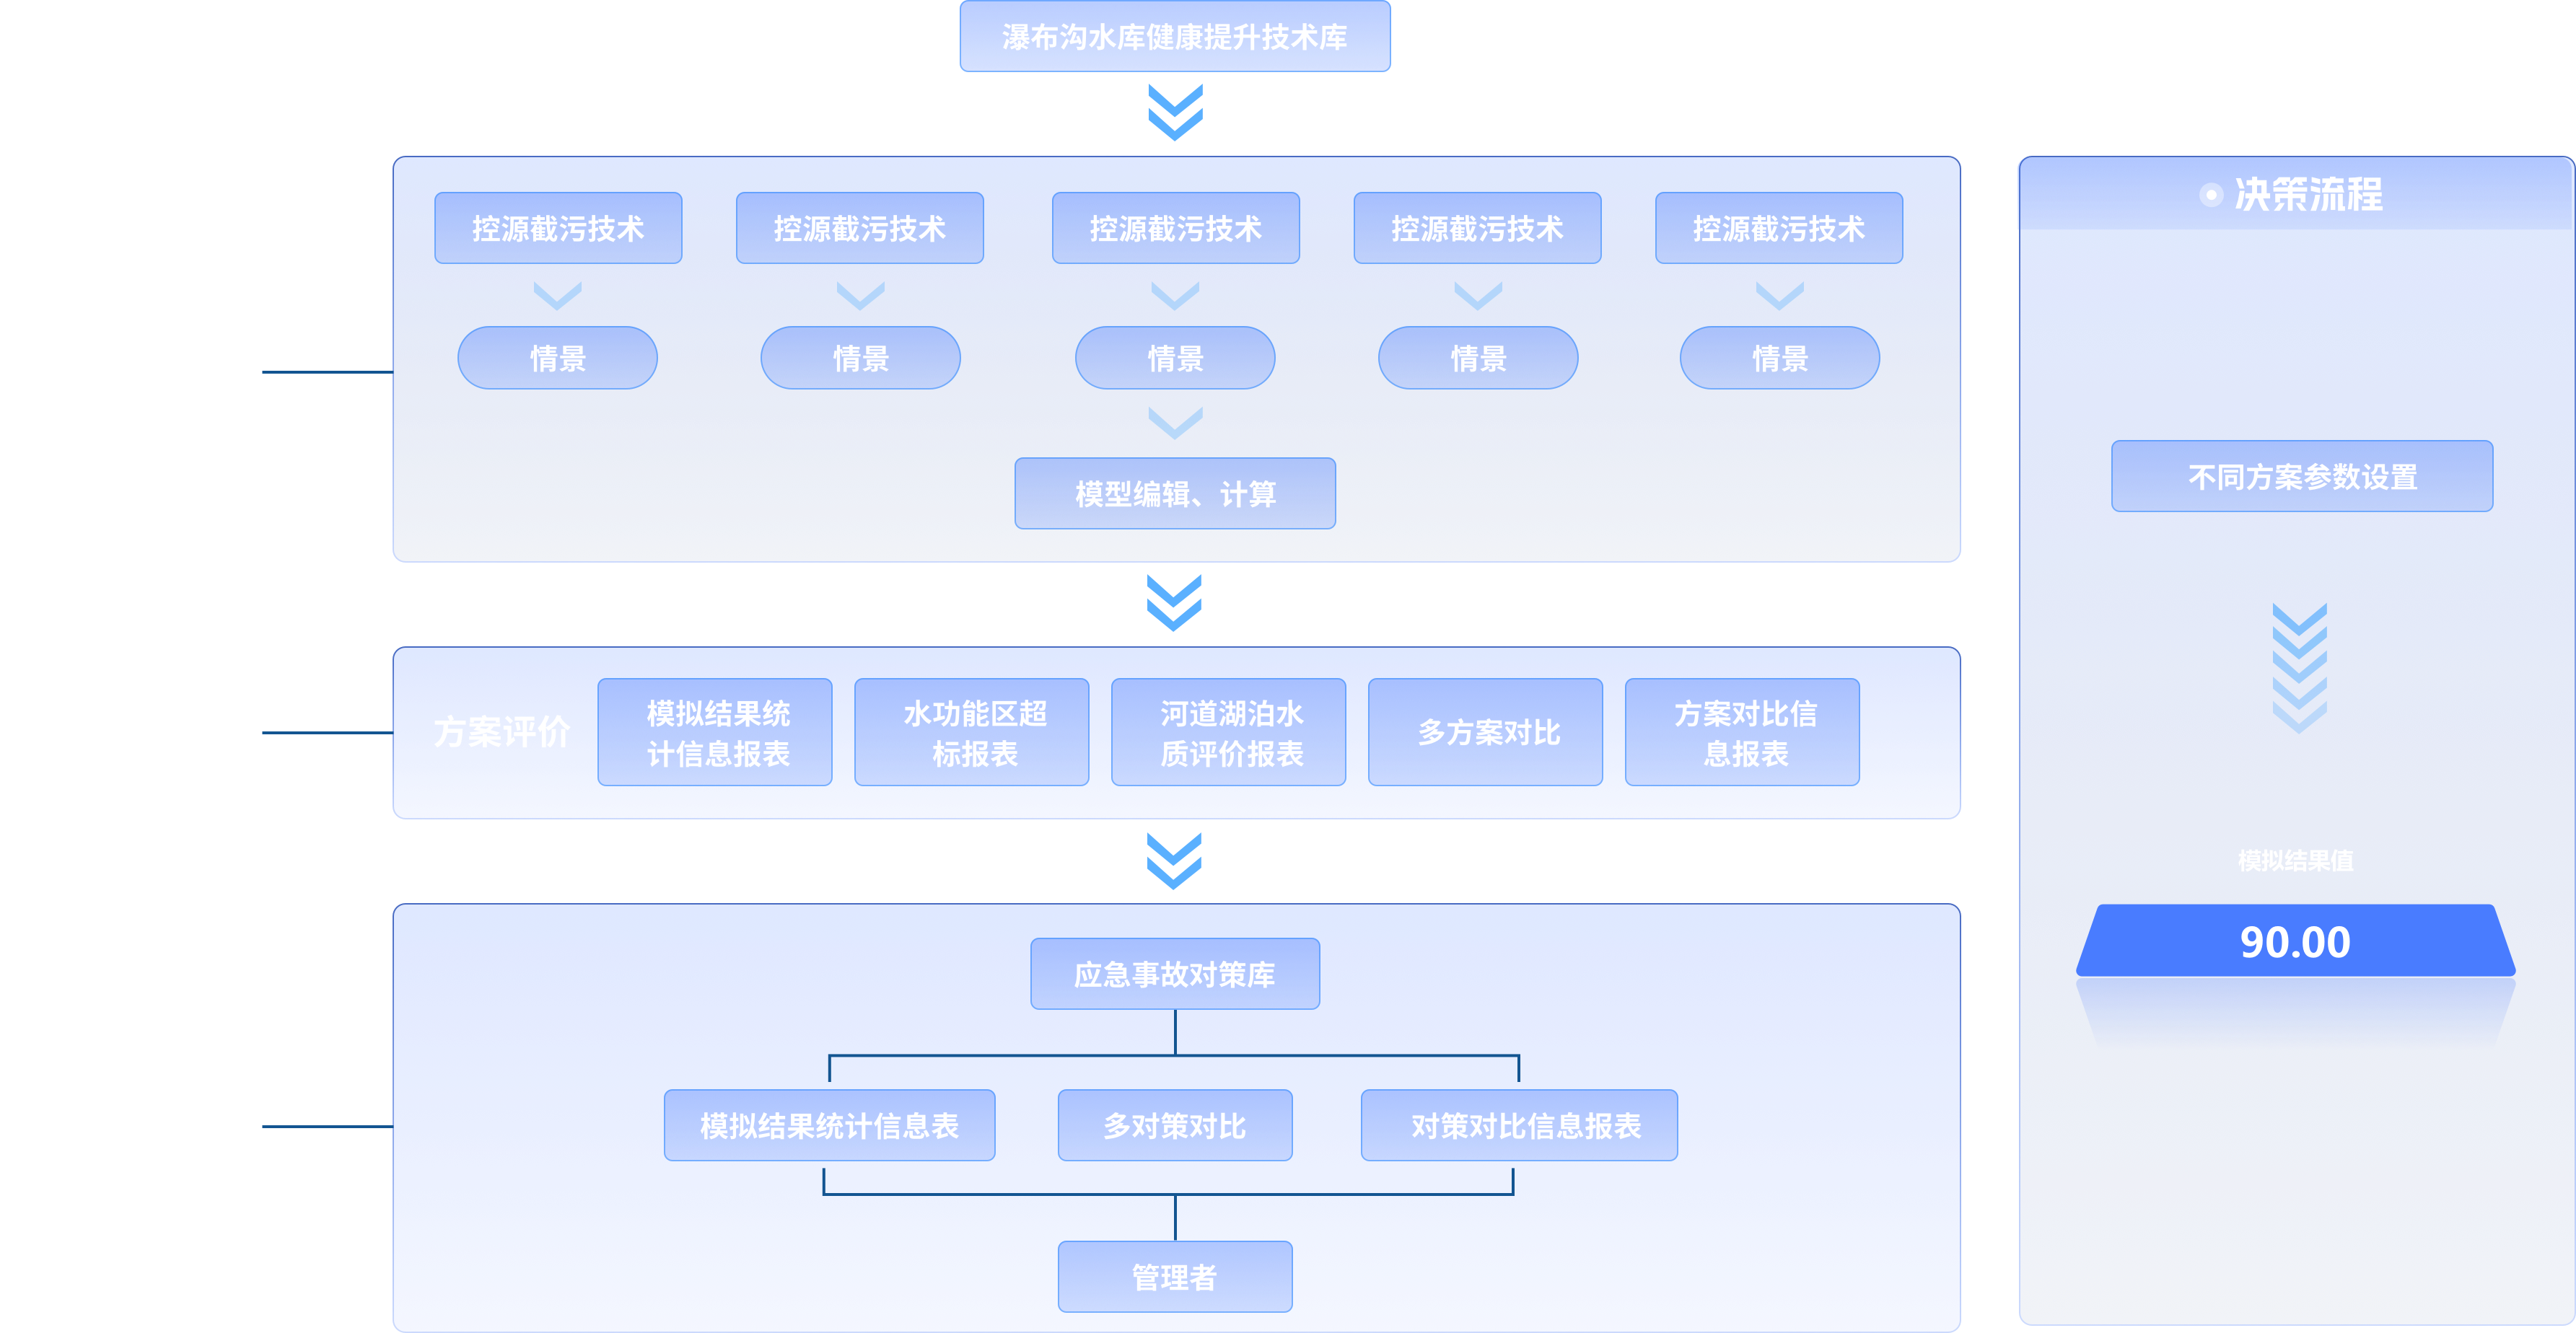 瀑布沟水库健康提升技术库
控源截污技术
控源截污技术
控源截污技术
控源截污技术
控源截污技术
情景
情景
情景
情景
情景
模型编辑、计算
方案评价
模拟结果统
计信息报表
水功能区超
标报表
河道湖泊水
质评价报表
多方案对比
方案对比信
息报表
应急事故对策库
模拟结果统计信息表
多对策对比
对策对比信息报表
管理者
决策流程
不同方案参数设置
模拟结果值
90.00